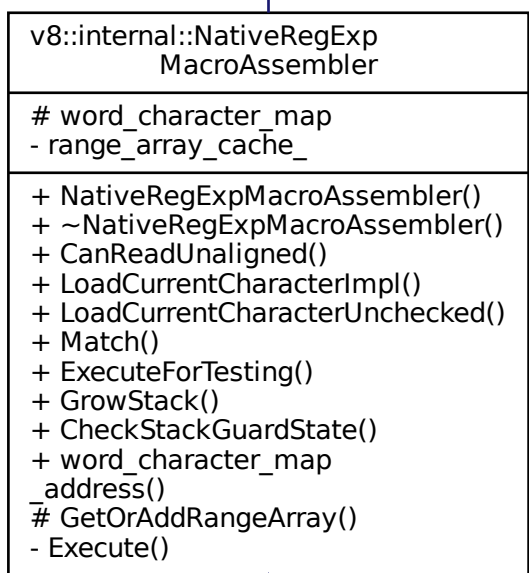 v8::internal::NativeRegExp
MacroAssembler
# word_character_map
- range_array_cache_
+ NativeRegExpMacroAssembler()
+ ~NativeRegExpMacroAssembler()
+ CanReadUnaligned()
+ LoadCurrentCharacterImpl()
+ LoadCurrentCharacterUnchecked()
+ Match()
+ ExecuteForTesting()
+ GrowStack()
+ CheckStackGuardState()
+ word_character_map
_address()
# GetOrAddRangeArray()
- Execute()